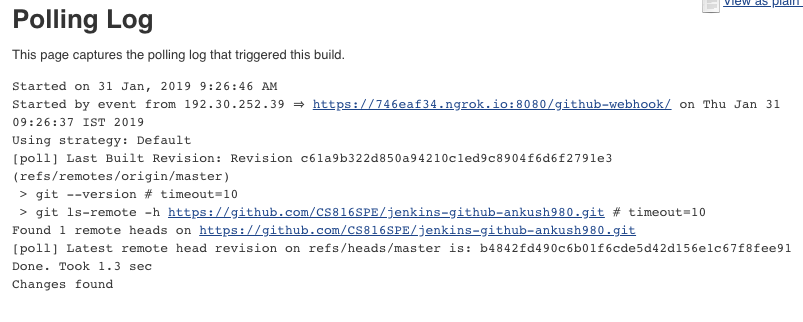 View as plain
Polling Log
This page captures the polling log that triggered this build.
Started on 31 Jan, 2019 9:26:46 AM
Started by event from 192.30.252.39 ⇒ https://746eaf34.ngrok.io:8080/github-webhook/ on Thu Jan 31
09:26:37 IST 2019
Using strategy: Default
[poll] Last Built Revision: Revision c61a9b322d850a94210c1ed9c8904f6d6f2791e3
(refs/remotes/origin/master)
> git --version # timeout=10
> git ls-remote -h https://github.com/CS816SPE/jenkins-github-ankush980.git # timeout=10
Found 1 remote heads on https://github.com/CS816SPE/jenkins-github-ankush980.git
[poll] Latest remote head revision on refs/heads/master is: b4842fd490c6b01f6cde5d42d156e1c67f8fee91
Done. Took 1.3 sec
Changes found